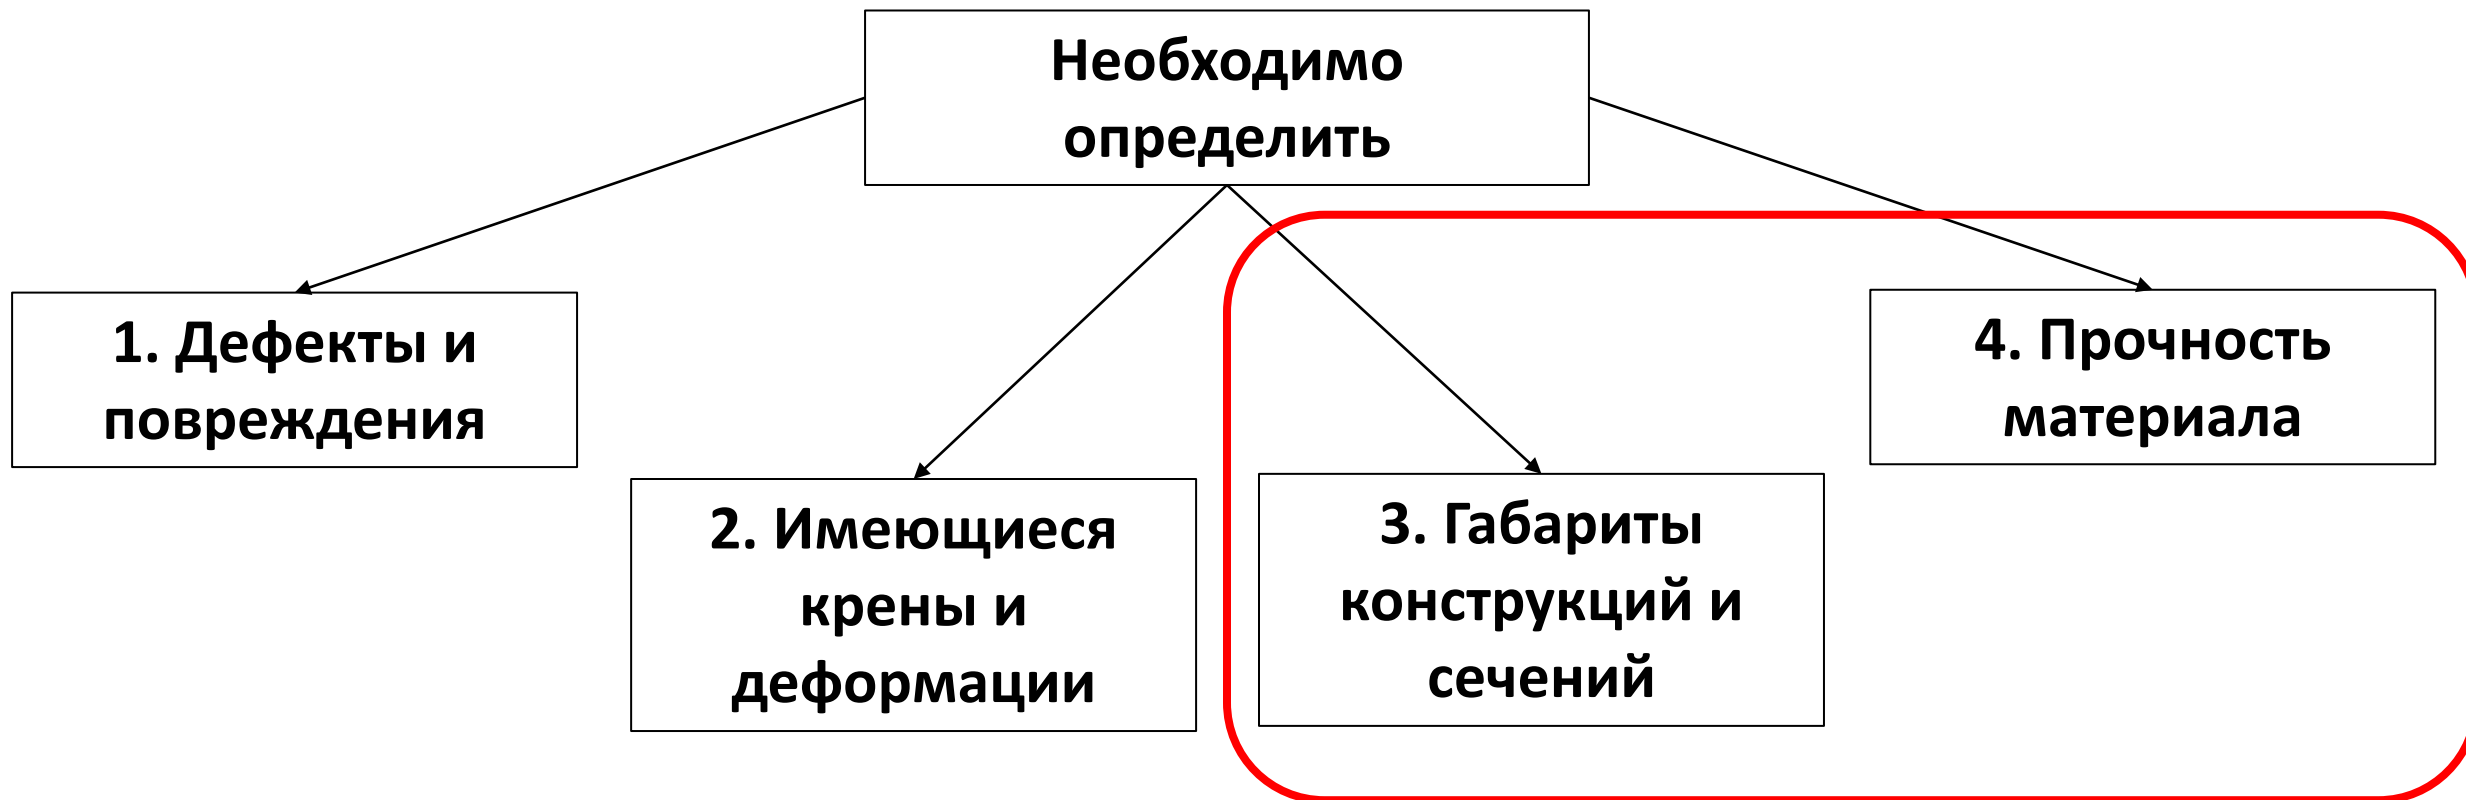 Необходимо
определить
1. Дефекты и
повреждения
2. Имеющиеся
крены и
деформации
3. Габариты
конструкций и
сечений
4. Прочность
материала